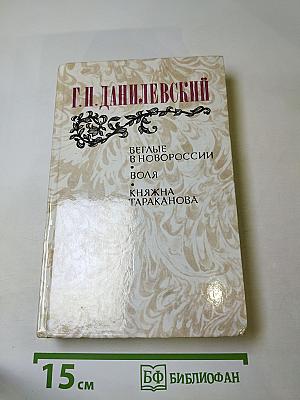 Г.П. ДАНИЛЕВСКИЙ
БЕГЛЫЕ
В НОВОРОССИИ
•
ВОЛЯ
•
КНЯЖНА
ТАРАКАНОВА
15 см
БФ БИБЛИОФАН